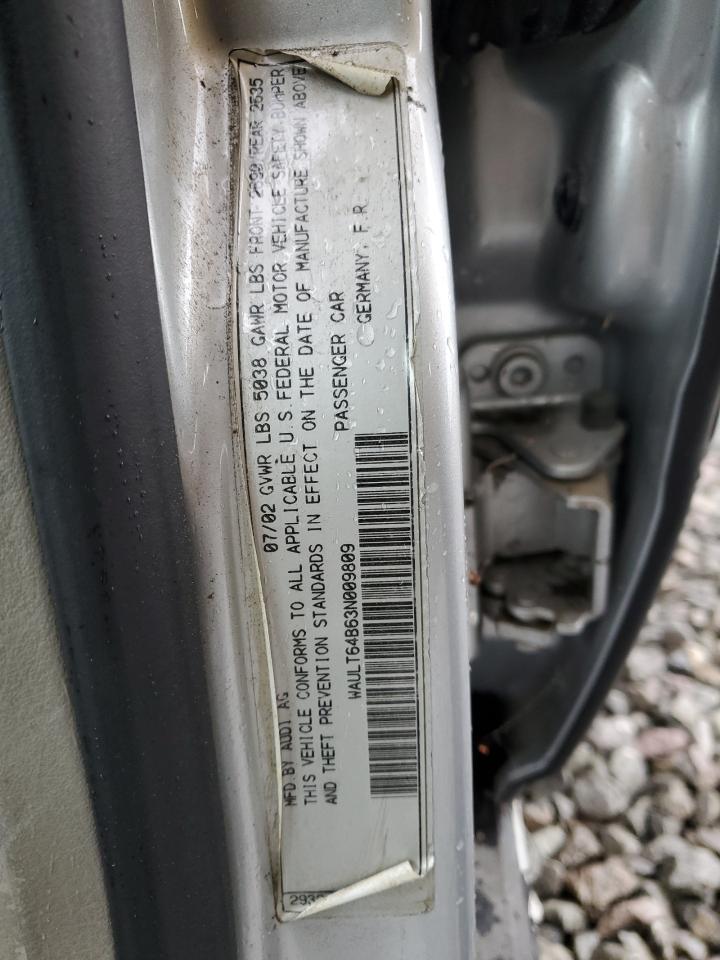 MFD BY AUDI AG 07/02 GVWR LBS 5038 GAWR LBS FRONT 2690 REAR 2535
THIS VEHICLE CONFORMS TO ALL APPLICABLE U.S.FEDERAL MOTOR VEHICLE SAFETY BUMPER
AND THEFT PREVENTION STANDARDS IN EFFECT ON THE DATE OF MANUFACTURE SHOWN ABOVE
WAULT64B63N009809 PASSENGER CAR
GERMANY, F.R.